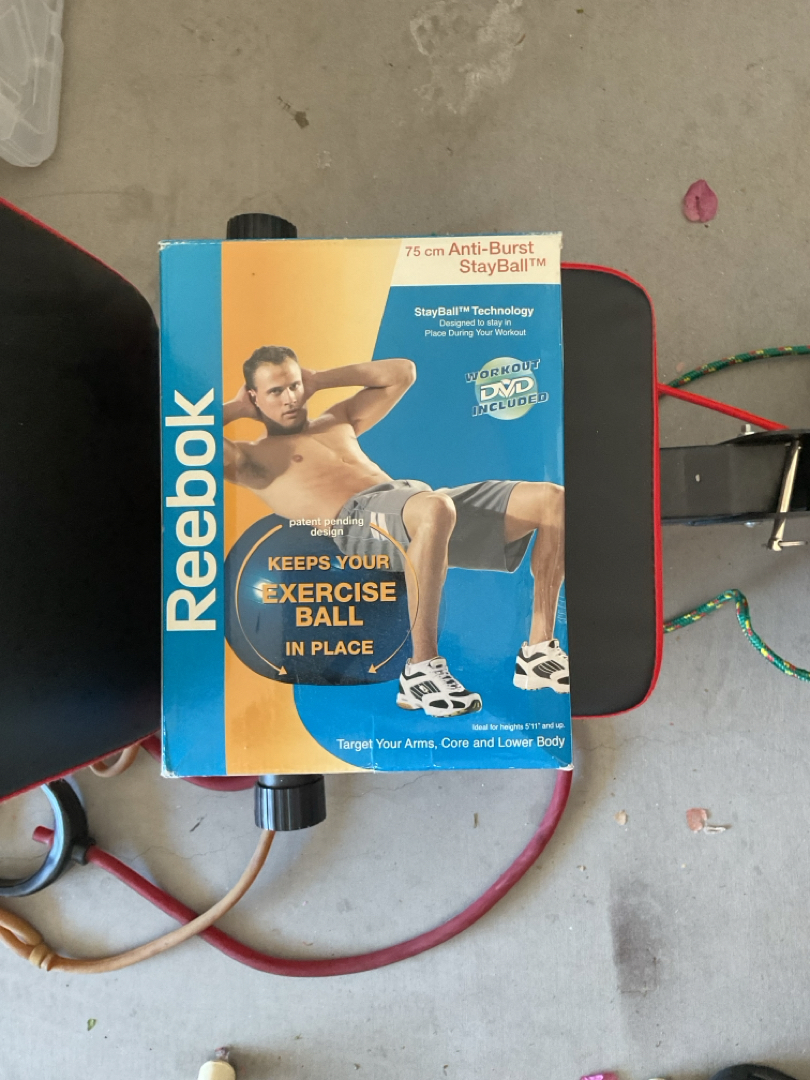 75 cm Anti-Burst
StayBall™
StayBall™ Technology
Designed to stay in
Place During Your Workout
WORKOUT
DVD
INCLUDED
Reebok
patent pending
design
KEEPS YOUR
EXERCISE
BALL
IN PLACE
Ideal for heights 5'11" and up.
Target Your Arms, Core and Lower Body